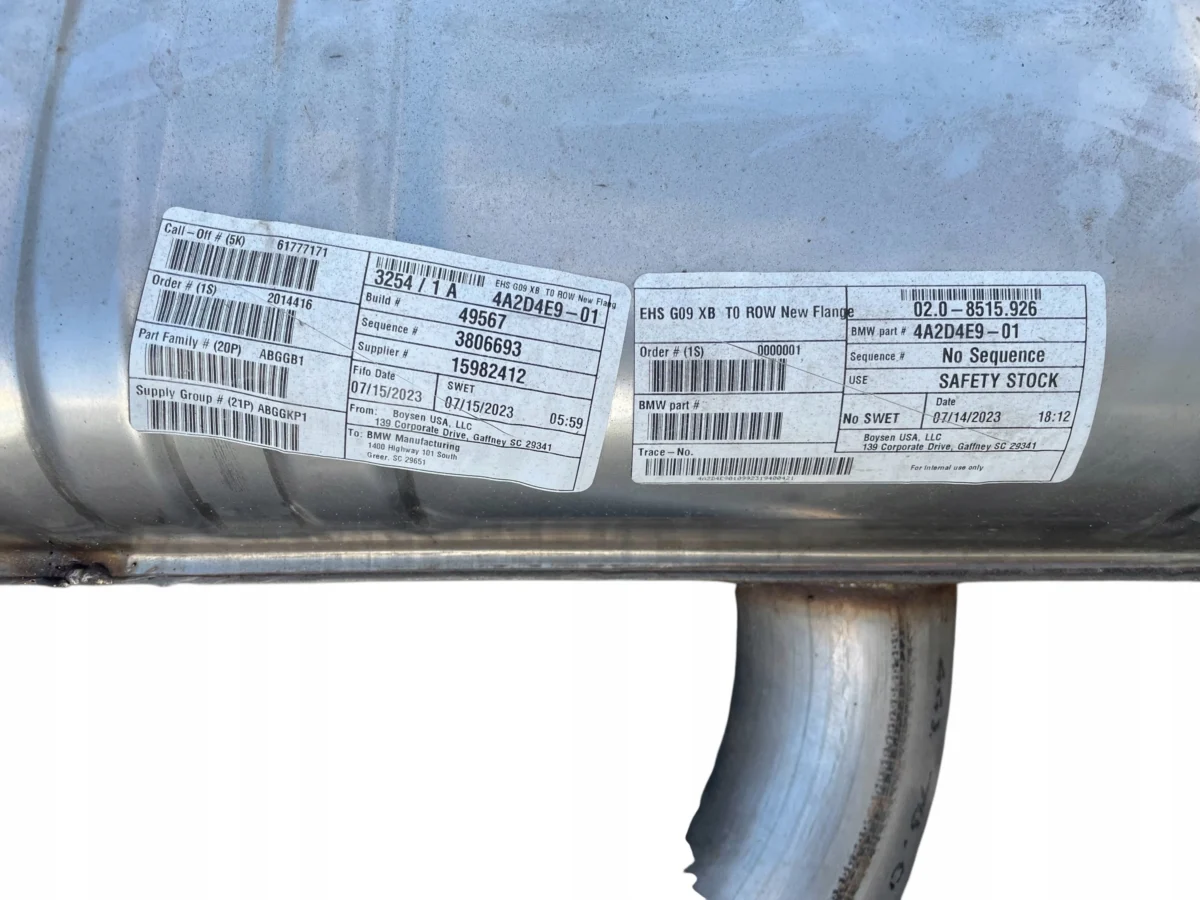 Call-Off # (5K) 61777171
Order # (1S) 2014416
Part Family # (20P) ABGGB1
Supply Group # (21P) ABGGKP1
EHS G09 XB T0 ROW New Flang
3254 / 1 A 4A2D4E9-01
Build # 49567
Sequence # 3806693
Supplier # 15982412
Fifo Date SWET
07/15/2023 07/15/2023 05:59
From: Boysen USA, LLC
139 Corporate Drive, Gaffney SC 29341
To: BMW Manufacturing
1400 Highway 101 South
Greer, SC 29651
EHS G09 XB T0 ROW New Flange
02.0-8515.926
BMW part # 4A2D4E9-01
Order # (1S) 0000001
Sequence # No Sequence
USE SAFETY STOCK
BMW part #
No SWET Date 07/14/2023 18:12
Boysen USA, LLC
139 Corporate Drive, Gaffney SC 29341
Trace-No.
For internal use only